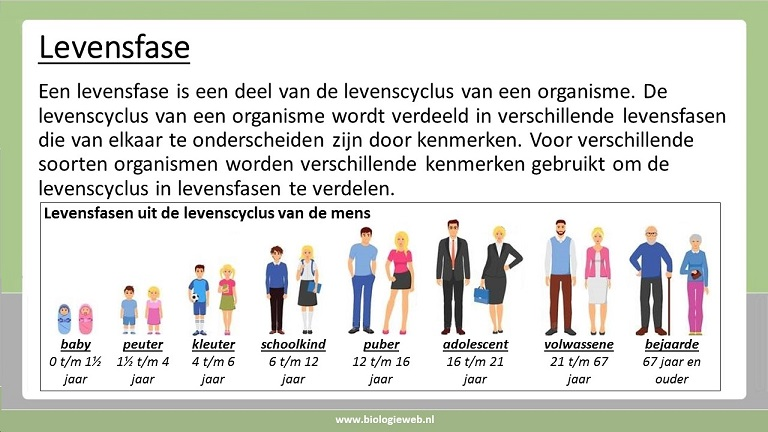 Levensfase
Een levensfase is een deel van de levenscyclus van een organisme. De
levenscyclus van een organisme wordt verdeeld in verschillende levensfasen
die van elkaar te onderscheiden zijn door kenmerken. Voor verschillende
soorten organismen worden verschillende kenmerken gebruikt om de
levenscyclus in levensfasen te verdelen.
Levensfasen uit de levenscyclus van de mens
baby
0 t/m 1½
jaar
peuter
1½ t/m 4
jaar
kleuter
4 t/m 6
jaar
schoolkind
6 t/m 12
jaar
puber
12 t/m 16
jaar
adolescent
16 t/m 21
jaar
volwassene
21 t/m 67
jaar
bejaarde
67 jaar en
ouder
www.biologieweb.nl